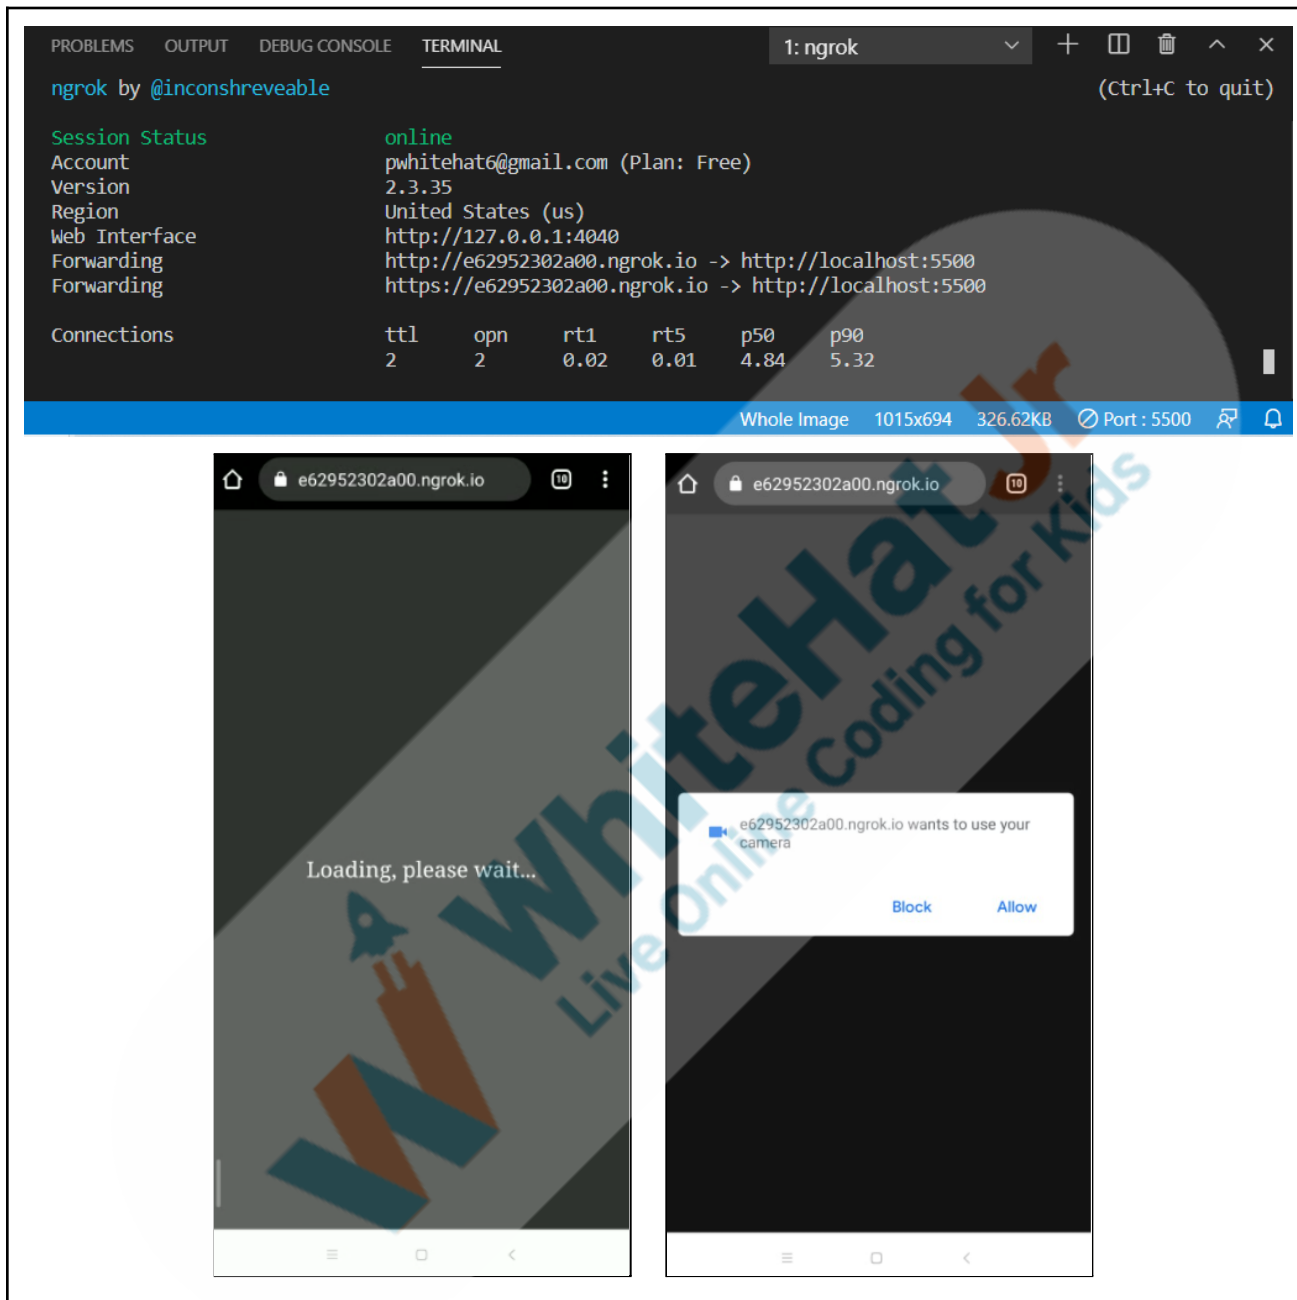 PROBLEMS OUTPUT DEBUG CONSOLE TERMINAL 1: ngrok
ngrok by @inconshreveable (Ctrl+C to quit)
Session Status online
Account pwhitehat6@gmail.com (Plan: Free)
Version 2.3.35
Region United States (us)
Web Interface http://127.0.0.1:4040
Forwarding http://e62952302a00.ngrok.io -> http://localhost:5500
Forwarding https://e62952302a00.ngrok.io -> http://localhost:5500
Connections ttl opn rt1 rt5 p50 p90
2 2 0.02 0.01 4.84 5.32
Whole Image 1015x694 326.62KB Port : 5500
e62952302a00.ngrok.io 10
Loading, please wait...
e62952302a00.ngrok.io 10
e62952302a00.ngrok.io wants to use your
camera
Block Allow
WhiteHat Jr
Live Online Coding for Kids